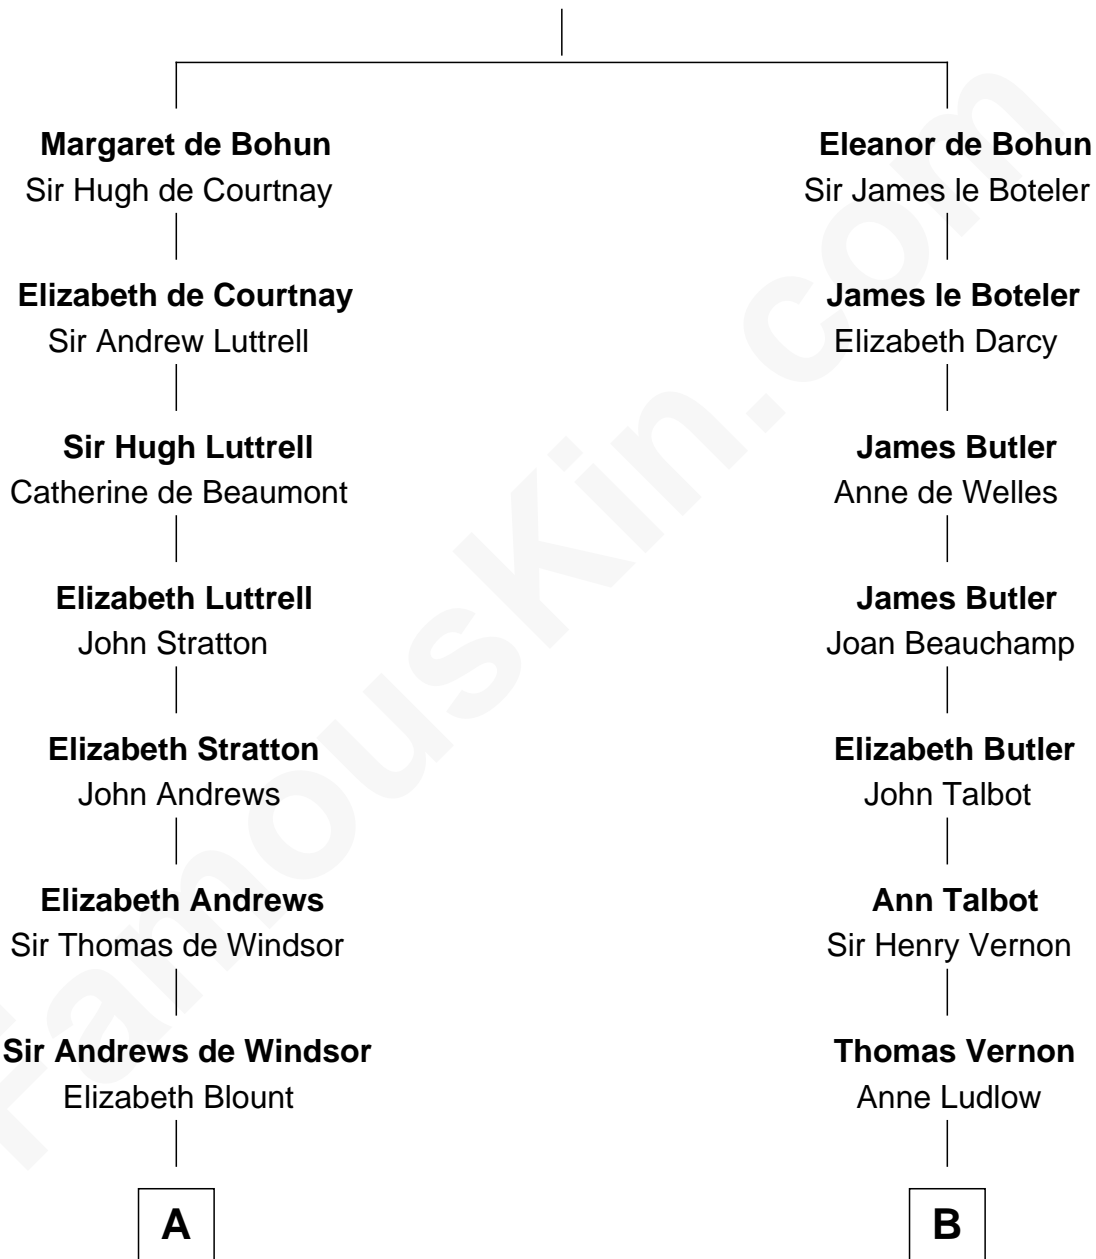 Margaret de Bohun
Sir Hugh de Courtnay
Elizabeth de Courtnay
Sir Andrew Luttrell
Sir Hugh Luttrell
Catherine de Beaumont
Elizabeth Luttrell
John Stratton
Elizabeth Stratton
John Andrews
Elizabeth Andrews
Sir Thomas de Windsor
Sir Andrews de Windsor
Elizabeth Blount
A
Eleanor de Bohun
Sir James le Boteler
James le Boteler
Elizabeth Darcy
James Butler
Anne de Welles
James Butler
Joan Beauchamp
Elizabeth Butler
John Talbot
Ann Talbot
Sir Henry Vernon
Thomas Vernon
Anne Ludlow
B
FamousKin.com